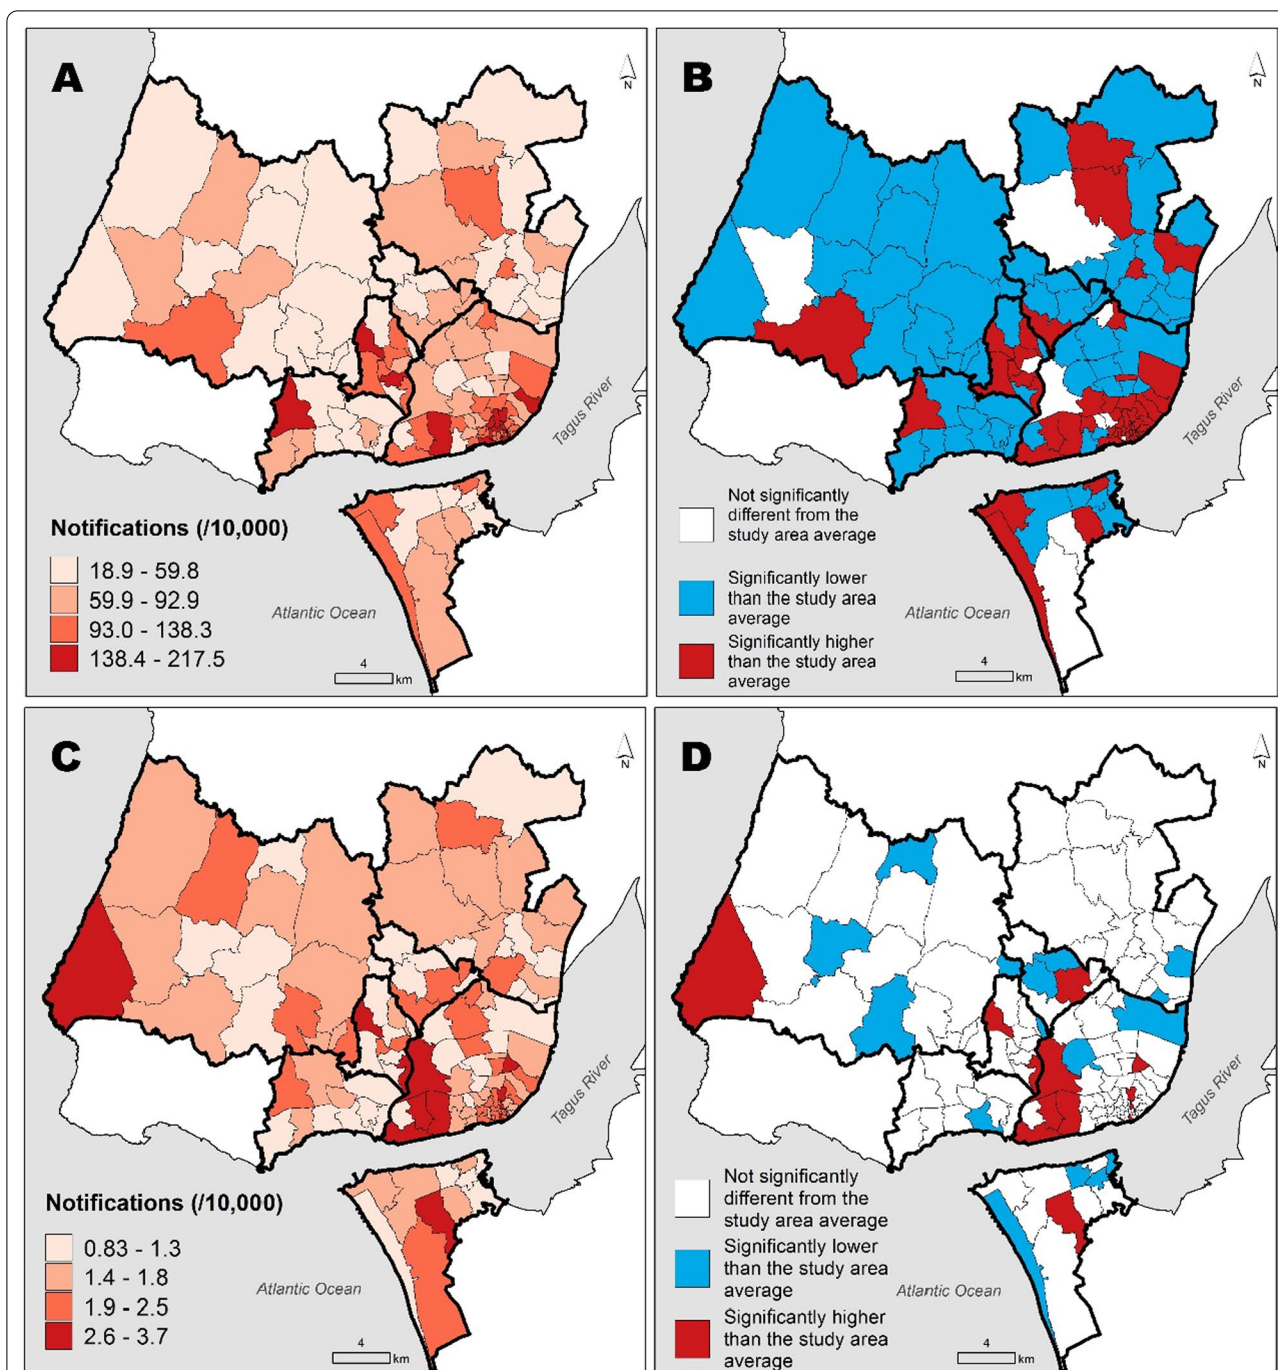 A
N
Tagus River
Notifications (/10,000)
18.9 - 59.8
59.9 - 92.9
93.0 - 138.3
138.4 - 217.5
Atlantic Ocean
4
km
B
N
Tagus River
Not significantly
different from the
study area average
Significantly lower
than the study area
average
Significantly higher
than the study area
average
Atlantic Ocean
4
km
C
N
Tagus River
Notifications (/10,000)
0.83 - 1.3
1.4 - 1.8
1.9 - 2.5
2.6 - 3.7
Atlantic Ocean
4
km
D
N
Tagus River
Not significantly
different from the
study area average
Significantly lower
than the study area
average
Significantly higher
than the study area
average
Atlantic Ocean
4
km